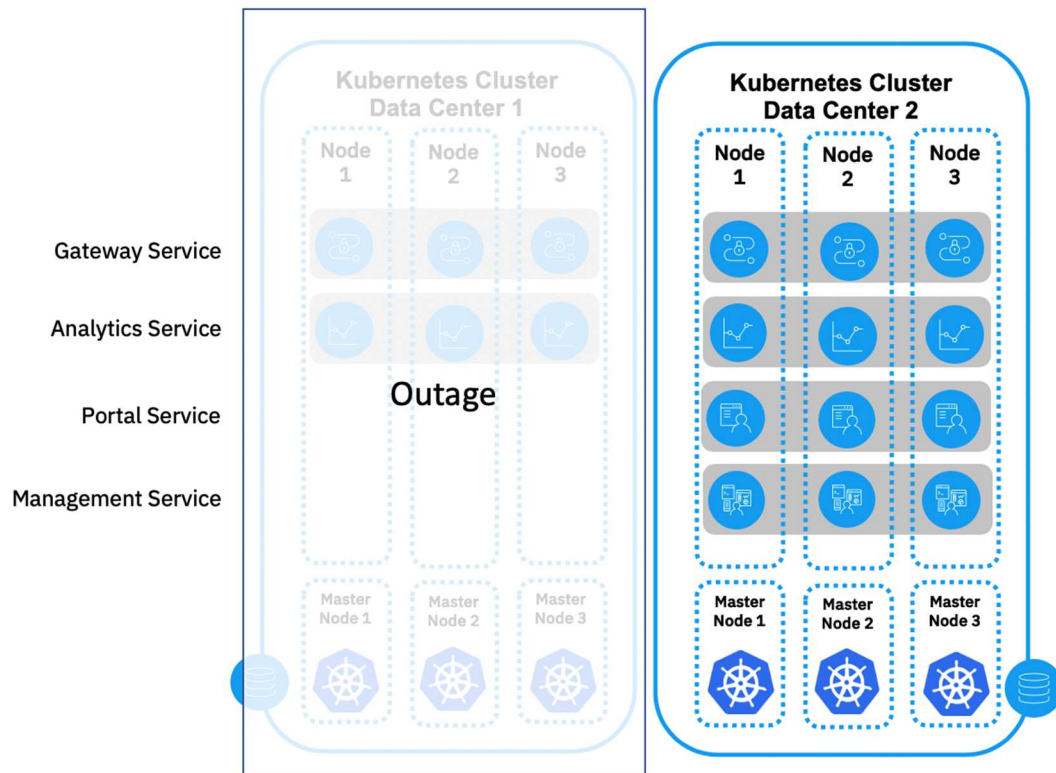 Kubernetes Cluster
Data Center 1
Node
1
Node
2
Node
3
Kubernetes Cluster
Data Center 2
Node
1
Node
2
Node
3
Gateway Service
Analytics Service
Outage
Portal Service
Management Service
Master
Node 1
Master
Node 2
Master
Node 3
Master
Node 1
Master
Node 2
Master
Node 3